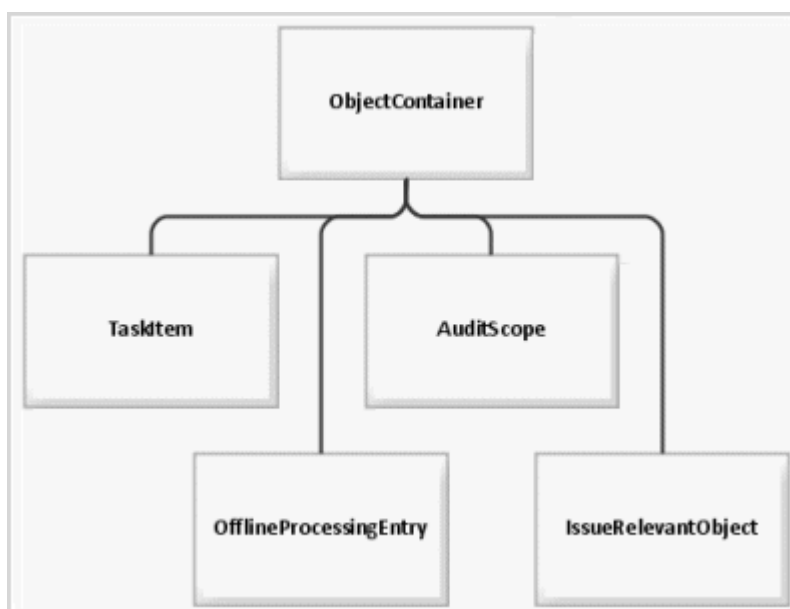 ObjectContainer
TaskItem
AuditScope
OfflineProcessingEntry
IssueRelevantObject